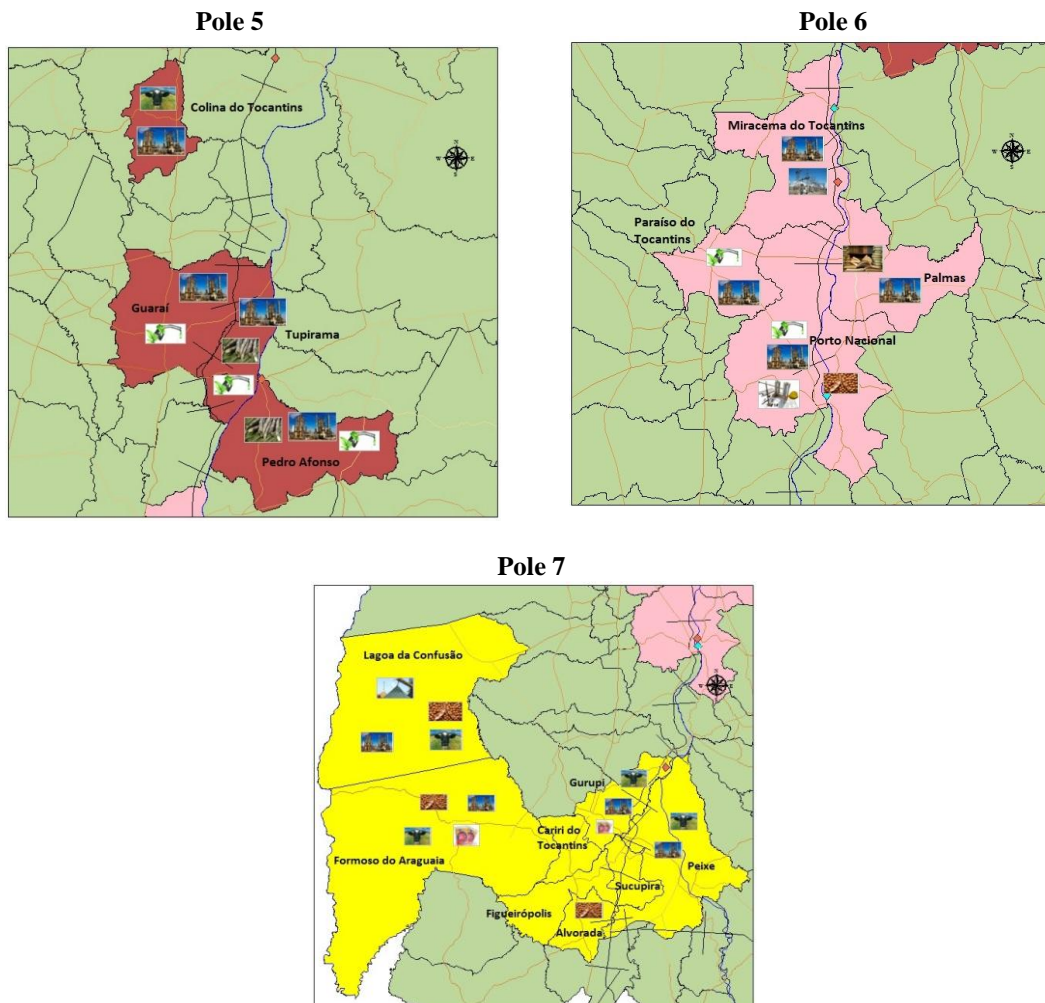 Pole 5
Pole 6
Colina do Tocantins
Guaraí
Tupirama
Pedro Afonso
N
W
E
S
Miracema do Tocantins
Paraíso do
Tocantins
Palmas
Porto Nacional
N
W
E
S
Pole 7
Lagoa da Confusão
Gurupi
Cariri do
Tocantins
Formoso do Araguaia
Peixe
Sucupira
Figueirópolis
Alvorada